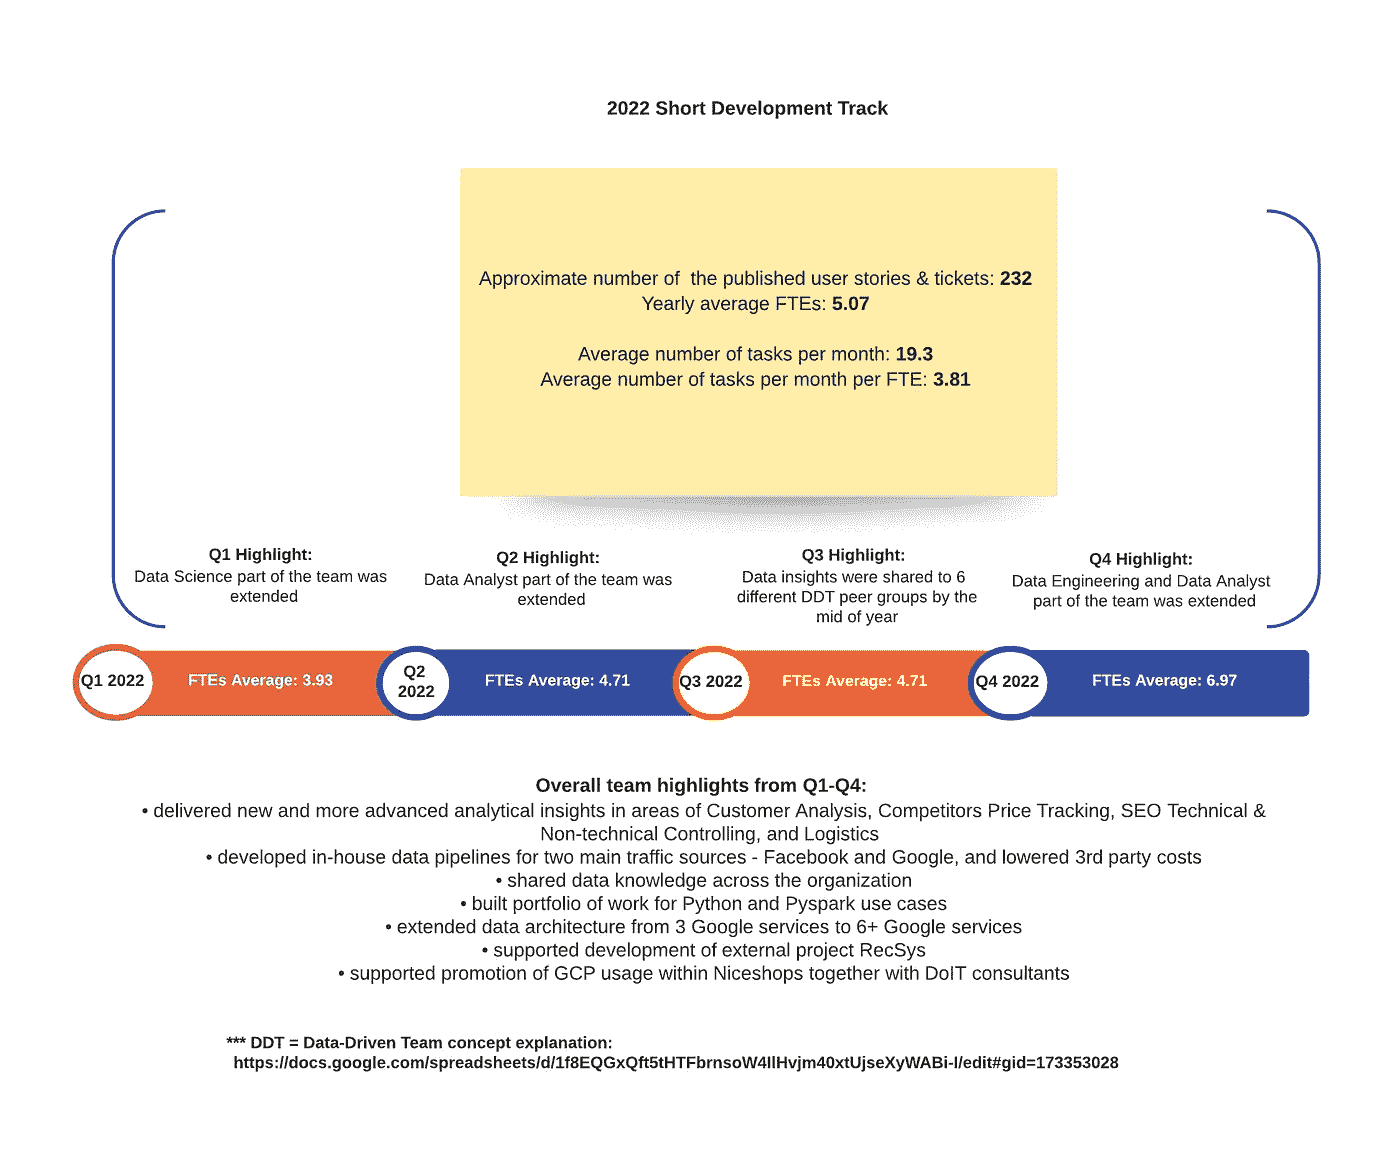 2022 Short Development Track
Approximate number of  the published user stories & tickets: 232
Yearly average FTEs: 5.07
Average number of tasks per month: 19.3
Average number of tasks per month per FTE: 3.81
Q1 Highlight:
Data Science part of the team was
extended
Q2 Highlight:
Data Analyst part of the team was
extended
Q3 Highlight:
Data insights were shared to 6
different DDT peer groups by the
mid of year
Q4 Highlight:
Data Engineering and Data Analyst
part of the team was extended
Q1 2022
FTEs Average: 3.93
Q2
2022
FTEs Average: 4.71
Q3 2022
FTEs Average: 4.71
Q4 2022
FTEs Average: 6.97
Overall team highlights from Q1-Q4:
• delivered new and more advanced analytical insights in areas of Customer Analysis, Competitors Price Tracking, SEO Technical &
Non-technical Controlling, and Logistics
• developed in-house data pipelines for two main traffic sources - Facebook and Google, and lowered 3rd party costs
• shared data knowledge across the organization
• built portfolio of work for Python and Pyspark use cases
• extended data architecture from 3 Google services to 6+ Google services
• supported development of external project RecSys
• supported promotion of GCP usage within Niceshops together with DoIT consultants
*** DDT = Data-Driven Team concept explanation:
https://docs.google.com/spreadsheets/d/1f8EQGxQft5tHTFbrnsoW4IlHvjm40xtUjseXyWABi-I/edit#gid=173353028